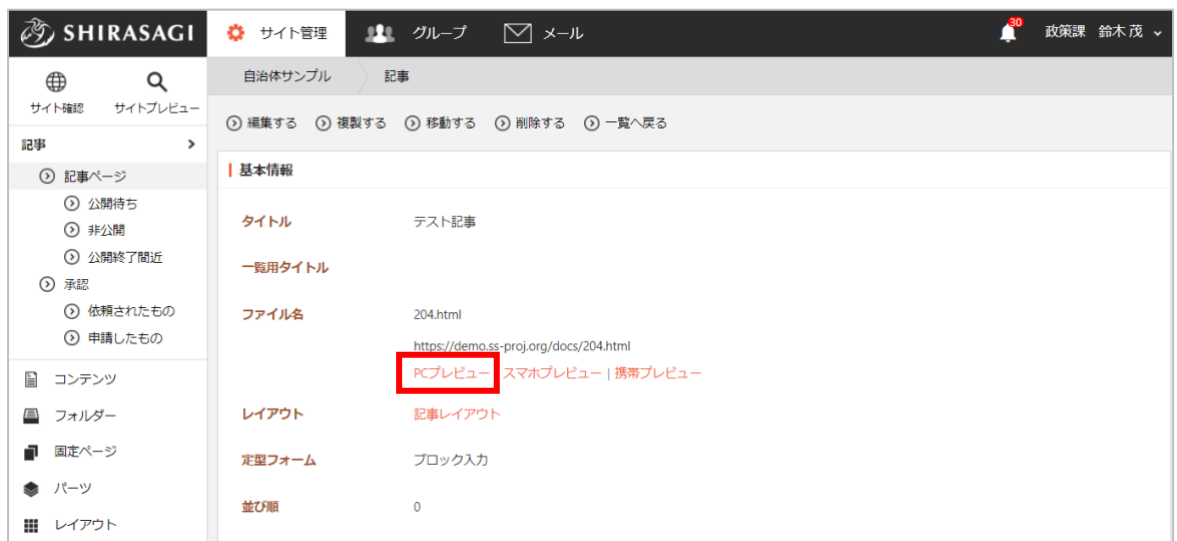 SHIRASAGI サイト管理 グループ メール 30 政策課 鈴木 茂
サイト確認 サイトプレビュー
自治体サンプル 記事
編集する 複製する 移動する 削除する 一覧へ戻る
記事
記事ページ
公開待ち
非公開
公開終了間近
承認
依頼されたもの
申請したもの
コンテンツ
フォルダー
固定ページ
パーツ
レイアウト
基本情報
タイトル テスト記事
一覧用タイトル
ファイル名 204.html
https://demo.ss-proj.org/docs/204.html
PCプレビュー スマホプレビュー | 携帯プレビュー
レイアウト 記事レイアウト
定型フォーム ブロック入力
並び順 0